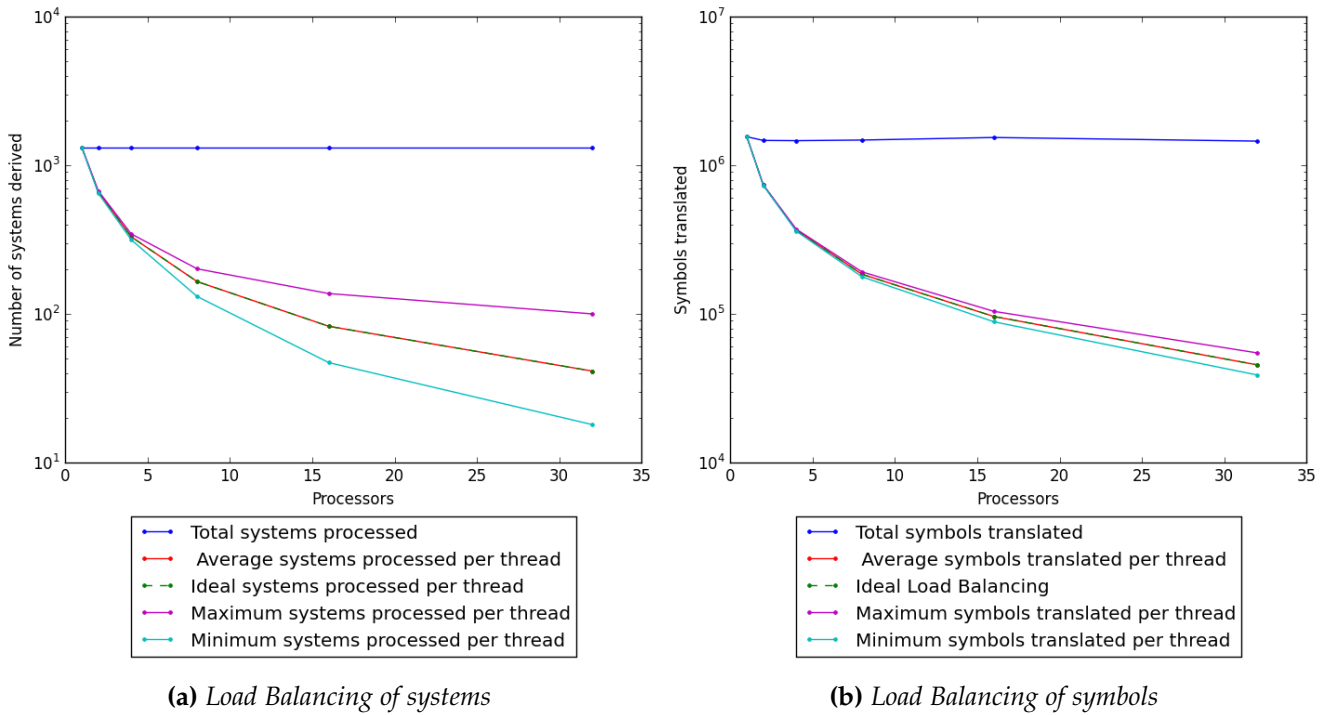 10^4
10^3
10^2
10^1
Number of systems derived
0 5 10 15 20 25 30 35
Processors
Total systems processed
Average systems processed per thread
Ideal systems processed per thread
Maximum systems processed per thread
Minimum systems processed per thread
(a) Load Balancing of systems
10^7
10^6
10^5
10^4
Symbols translated
0 5 10 15 20 25 30 35
Processors
Total symbols translated
Average symbols translated per thread
Ideal Load Balancing
Maximum symbols translated per thread
Minimum symbols translated per thread
(b) Load Balancing of symbols